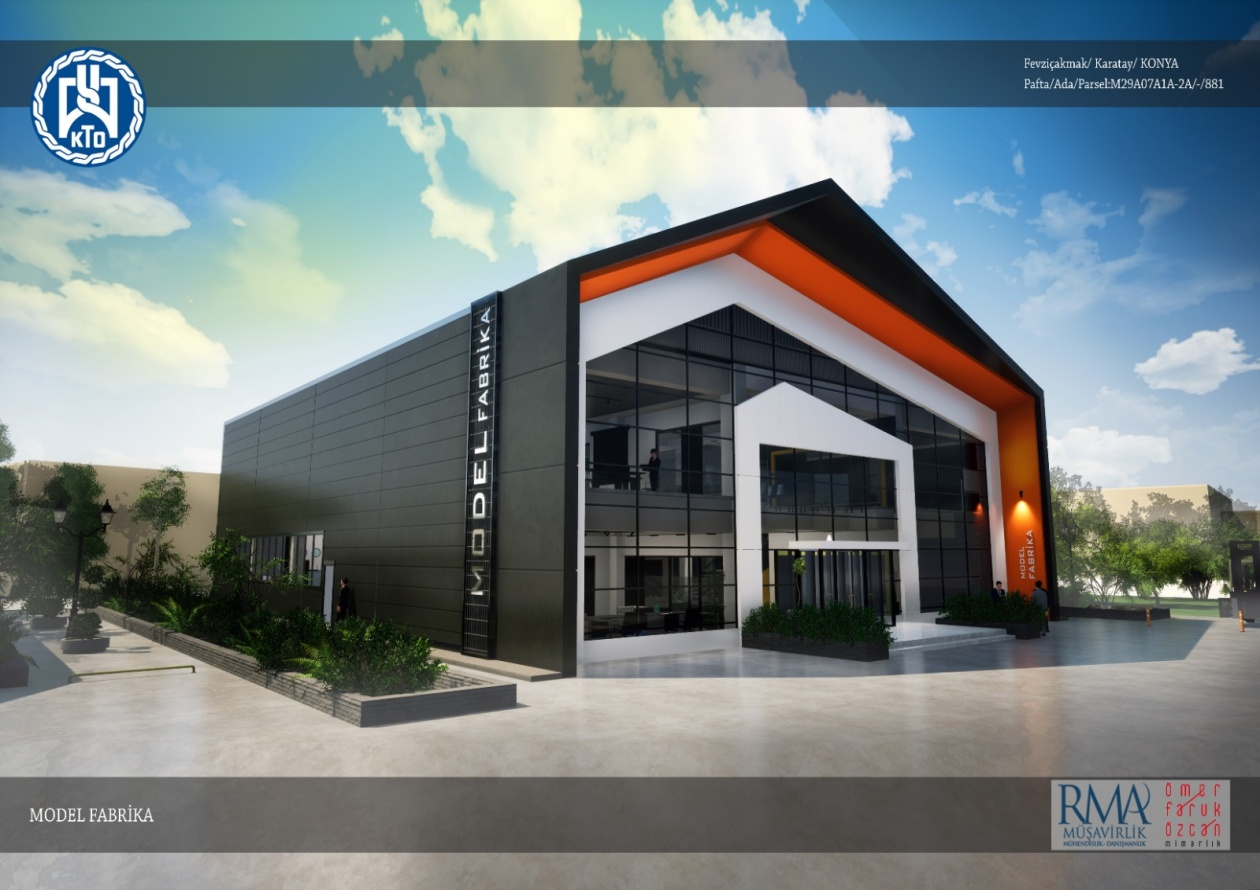 Fevziçakmak/ Karatay/ KONYA
Pafta/Ada/Parsel:M29A07A1A-2A/-/881
KTO
MODEL FABRİKA
MODEL
FABRİKA
MODEL FABRİKA
RMA
MÜŞAVİRLİK
MÜHENDİSLİK - DANIŞMANLIK
ömer
faruk
özcan
mimarlık